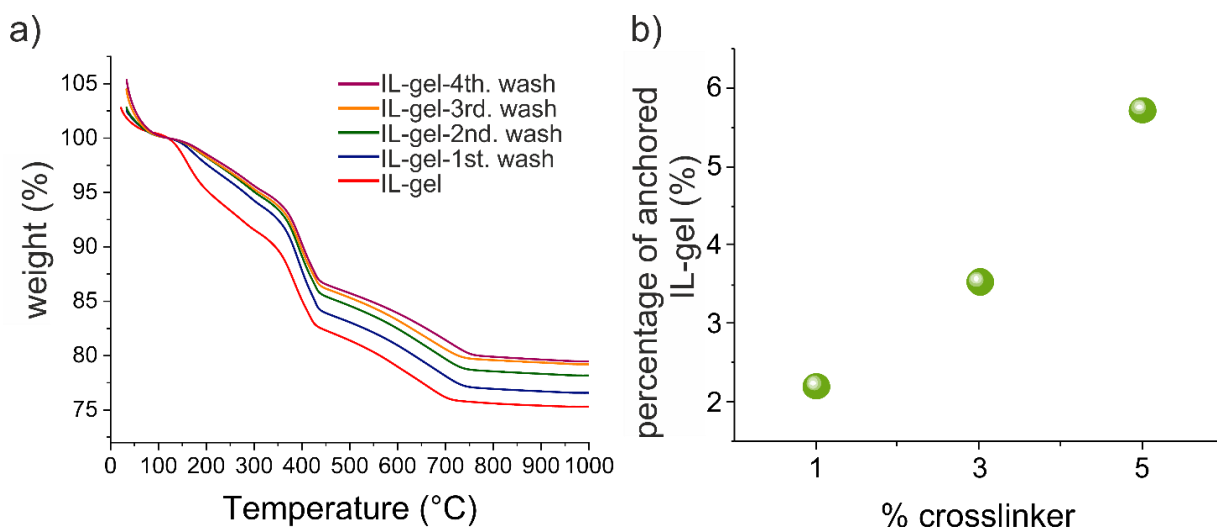 a)
105
100
95
90
85
80
75
weight (%)
IL-gel-4th. wash
IL-gel-3rd. wash
IL-gel-2nd. wash
IL-gel-1st. wash
IL-gel
0 100 200 300 400 500 600 700 800 900 1000
Temperature (°C)
b)
6
5
4
3
2
percentage of anchored
IL-gel (%)
1 3 5
% crosslinker